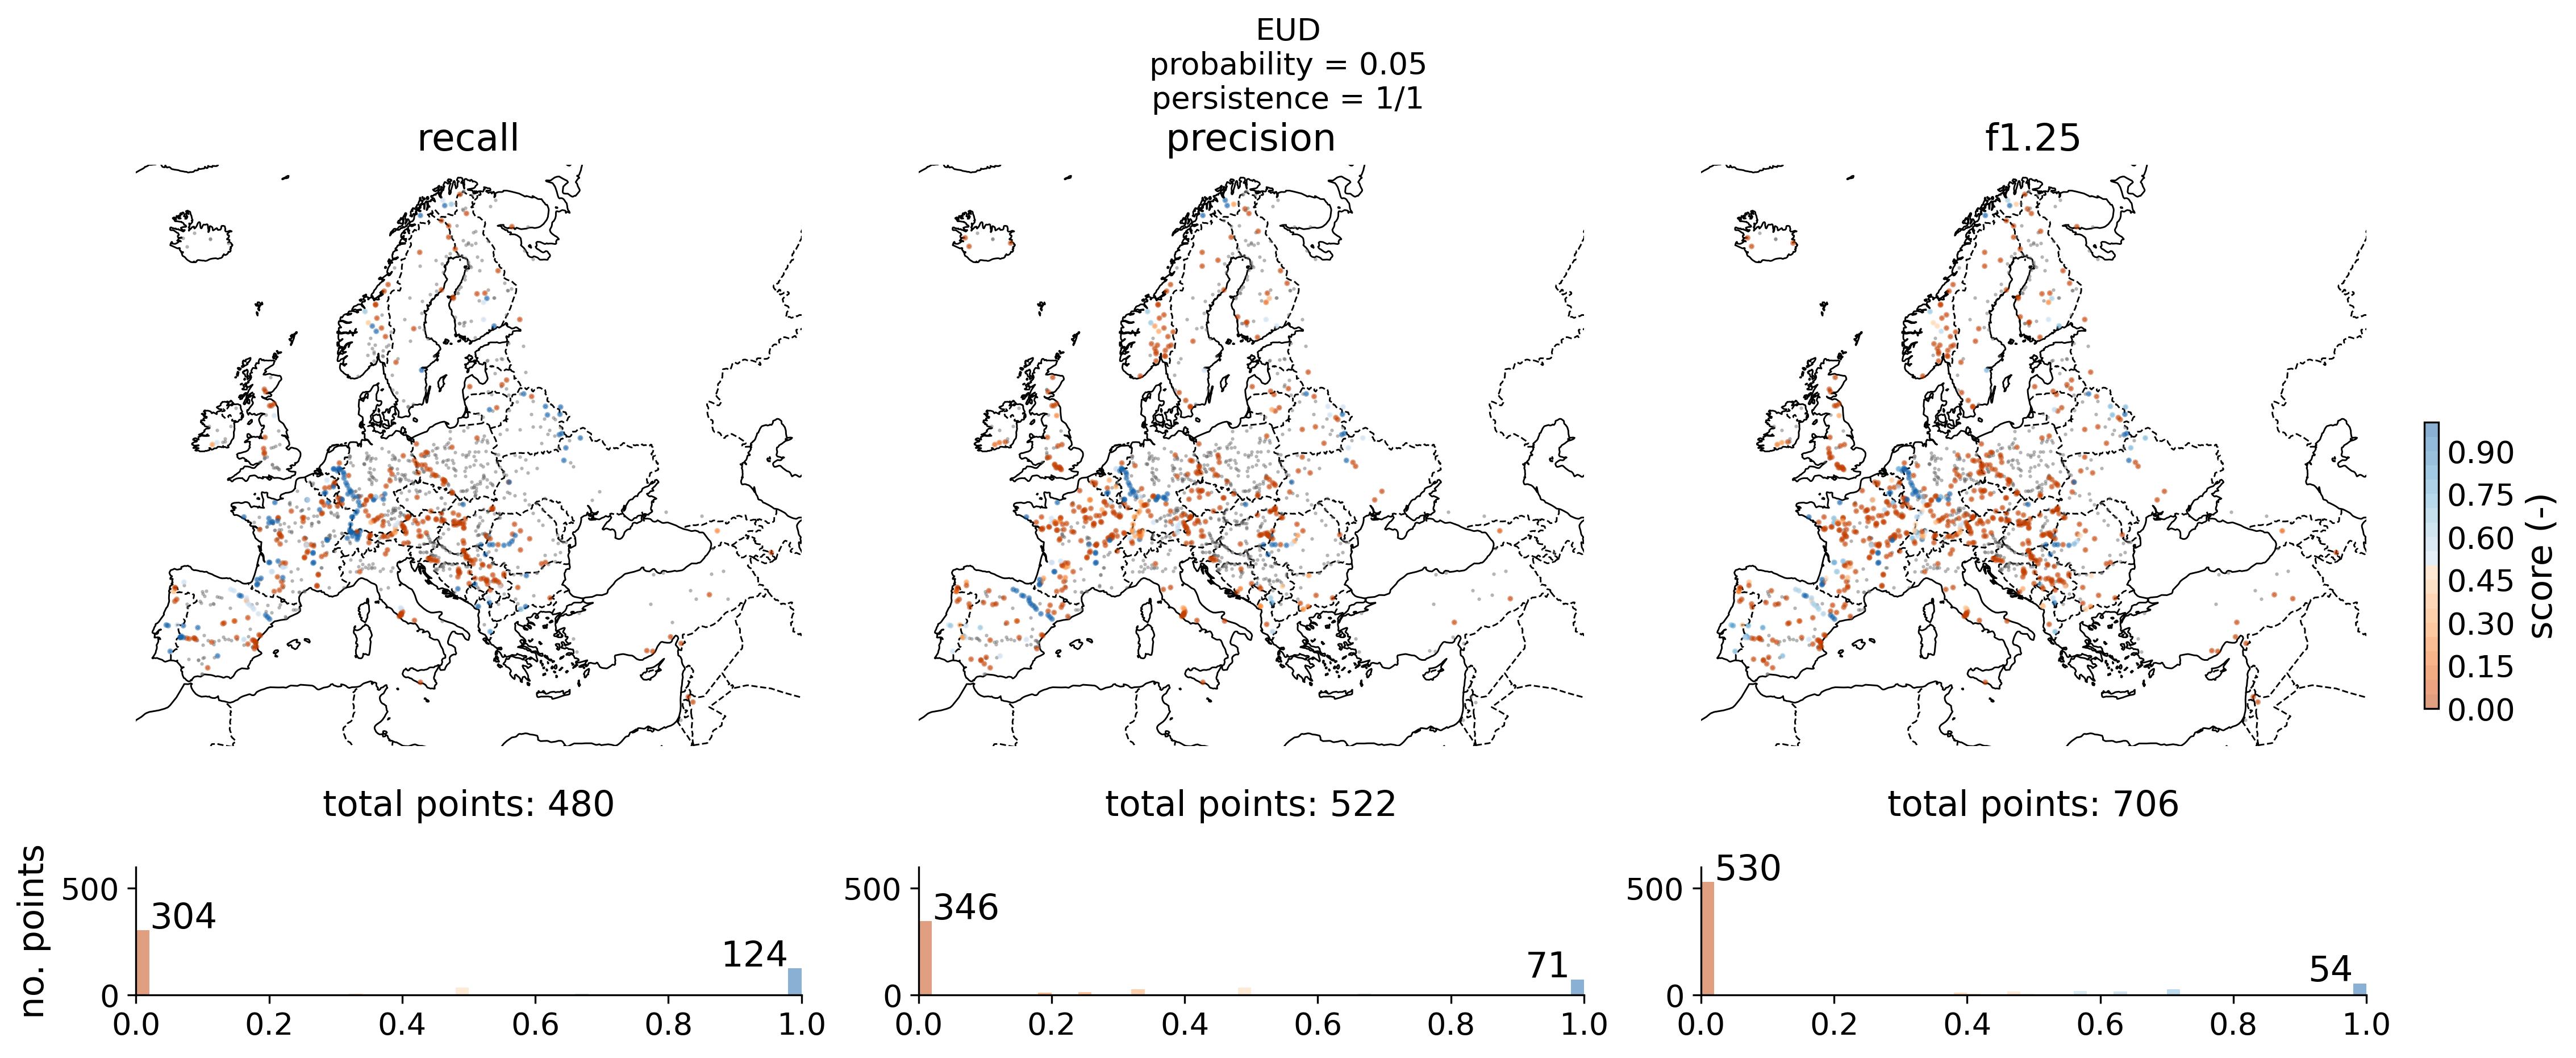 EUD
probability = 0.05
persistence = 1/1
recall
precision
f1.25
0.90
0.75
0.60
0.45
0.30
0.15
0.00
score (-)
total points: 480
total points: 522
total points: 706
no. points
500
0
304
124
0.0 0.2 0.4 0.6 0.8 1.0
500
0
346
71
0.0 0.2 0.4 0.6 0.8 1.0
500
0
530
54
0.0 0.2 0.4 0.6 0.8 1.0